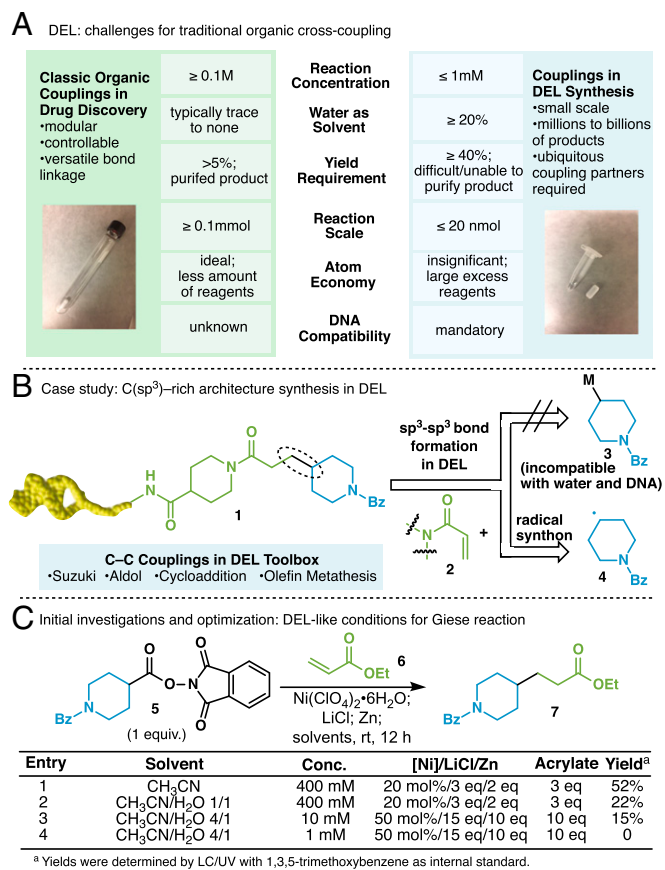 A DEL: challenges for traditional organic cross-coupling
Classic Organic
Couplings in
Drug Discovery
•modular
•controllable
•versatile bond
linkage
≥ 0.1M
Reaction
Concentration
≤ 1mM
typically trace
to none
Water as
Solvent
≥ 20%
>5%;
purifed product
Yield
Requirement
≥ 40%;
difficult/unable to
purify product
≥ 0.1mmol
Reaction
Scale
≤ 20 nmol
ideal;
less amount
of reagents
Atom
Economy
insignificant;
large excess
reagents
unknown
DNA
Compatibility
mandatory
Couplings in
DEL Synthesis
•small scale
•millions to billions
of products
•ubiquitous
coupling partners
required
B Case study: C(sp³)–rich architecture synthesis in DEL
NH
O
N
O
N
Bz
1
C–C Couplings in DEL Toolbox
•Suzuki •Aldol •Cycloaddition •Olefin Metathesis
sp³-sp³ bond
formation
in DEL
N
O
2
+
M
N
Bz
3
(incompatible
with water and DNA)
radical
synthon
•
N
Bz
4
C Initial investigations and optimization: DEL-like conditions for Giese reaction
Bz
N
O
O
N
O
O
5
(1 equiv.)
O
OEt
6
Ni(ClO₄)₂•6H₂O;
LiCl; Zn;
solvents, rt, 12 h
Bz
N
O
OEt
7
Entry Solvent Conc. [Ni]/LiCl/Zn Acrylate Yieldᵃ
1 CH₃CN 400 mM 20 mol%/3 eq/2 eq 3 eq 52%
2 CH₃CN/H₂O 1/1 400 mM 20 mol%/3 eq/2 eq 3 eq 22%
3 CH₃CN/H₂O 4/1 10 mM 50 mol%/15 eq/10 eq 10 eq 15%
4 CH₃CN/H₂O 4/1 1 mM 50 mol%/15 eq/10 eq 10 eq 0
ᵃ Yields were determined by LC/UV with 1,3,5-trimethoxybenzene as internal standard.